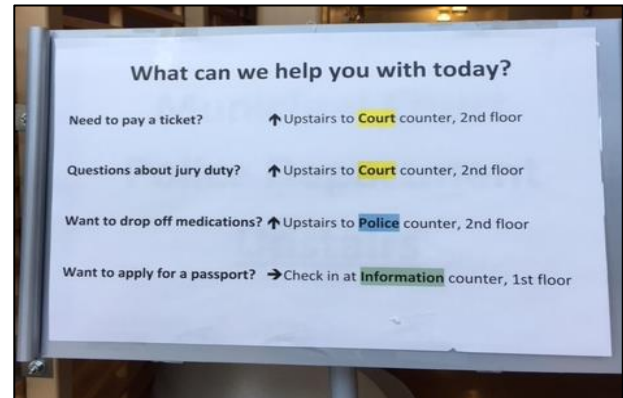 What can we help you with today?
Need to pay a ticket? ↑ Upstairs to Court counter, 2nd floor
Questions about jury duty? ↑ Upstairs to Court counter, 2nd floor
Want to drop off medications? ↑ Upstairs to Police counter, 2nd floor
Want to apply for a passport? → Check in at Information counter, 1st floor